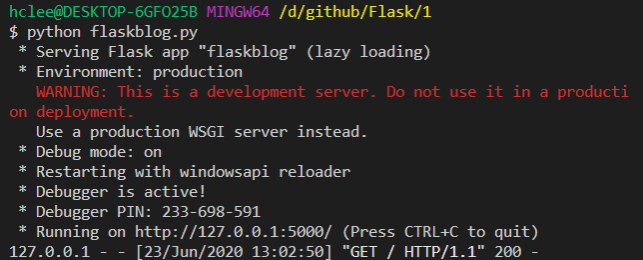 hclee@DESKTOP-6GFO25B MINGW64 /d/github/Flask/1
$ python flaskblog.py
 * Serving Flask app "flaskblog" (lazy loading)
 * Environment: production
   WARNING: This is a development server. Do not use it in a producti
on deployment.
   Use a production WSGI server instead.
 * Debug mode: on
 * Restarting with windowsapi reloader
 * Debugger is active!
 * Debugger PIN: 233-698-591
 * Running on http://127.0.0.1:5000/ (Press CTRL+C to quit)
127.0.0.1 - - [23/Jun/2020 13:02:50] "GET / HTTP/1.1" 200 -